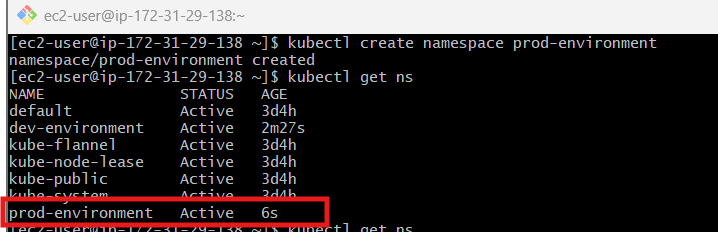 ec2-user@ip-172-31-29-138:~
[ec2-user@ip-172-31-29-138 ~]$ kubectl create namespace prod-environment
namespace/prod-environment created
[ec2-user@ip-172-31-29-138 ~]$ kubectl get ns
NAME STATUS AGE
default Active 3d4h
dev-environment Active 2m27s
kube-flannel Active 3d4h
kube-node-lease Active 3d4h
kube-public Active 3d4h
kube-system Active 3d4h
prod-environment Active 6s
[ec2-user@ip-172-31-29-138 ~]$ kubectl get ns